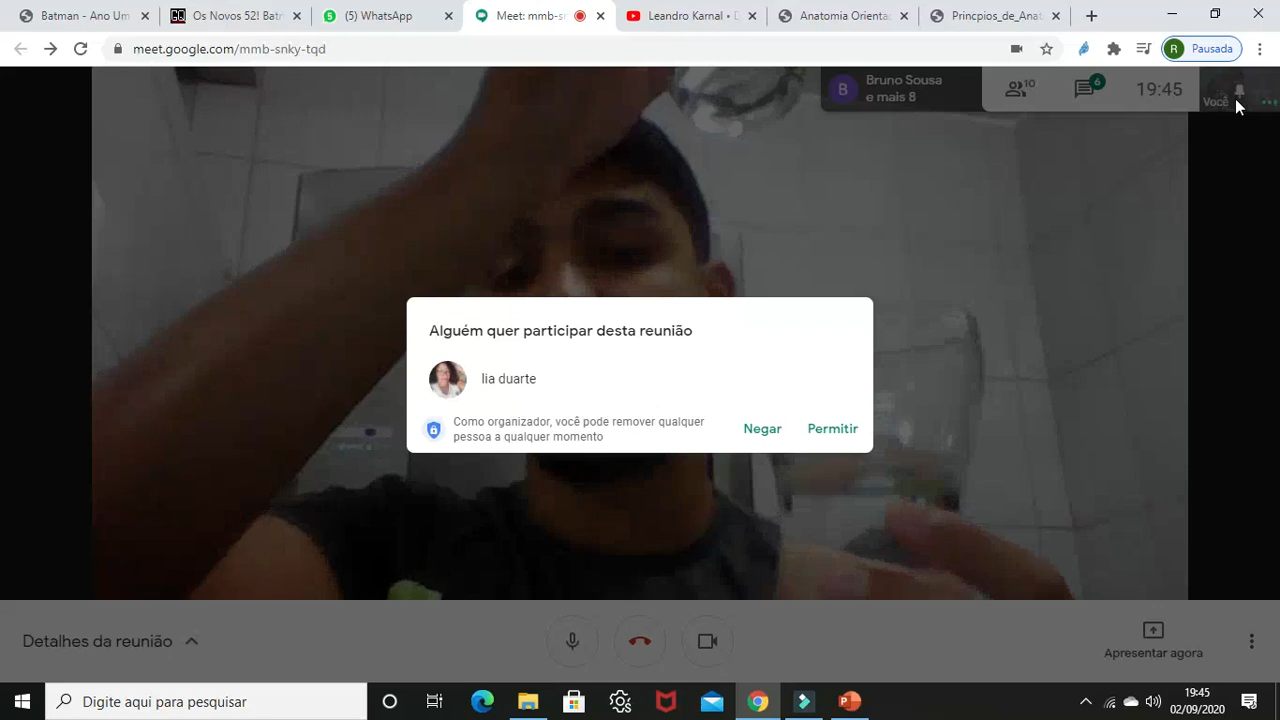 Batman - Ano Um
Os Novos 52! Batm
(5) WhatsApp
Meet: mmb-s
Leandro Karnal - D
Anatomia Orienta
Princpios_de_Anat
meet.google.com/mmb-snky-tqd
R Pausada
B Bruno Sousa
e mais 8
10
6
19:45
Você
Alguém quer participar desta reunião
lia duarte
Como organizador, você pode remover qualquer
pessoa a qualquer momento
Negar
Permitir
Detalhes da reunião
Apresentar agora
Digite aqui para pesquisar
19:45
02/09/2020